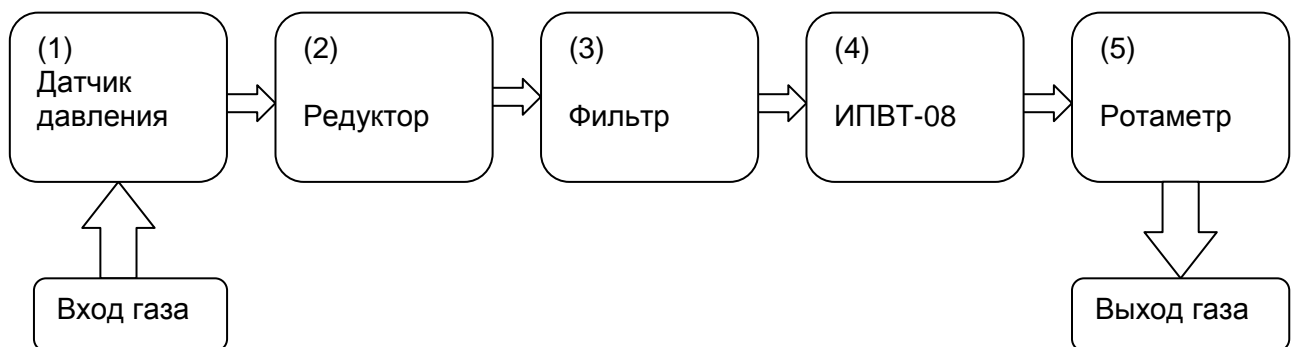 (1)
Датчик
давления
(2)
Редуктор
(3)
Фильтр
(4)
ИПВТ-08
(5)
Ротаметр
Вход газа
Выход газа